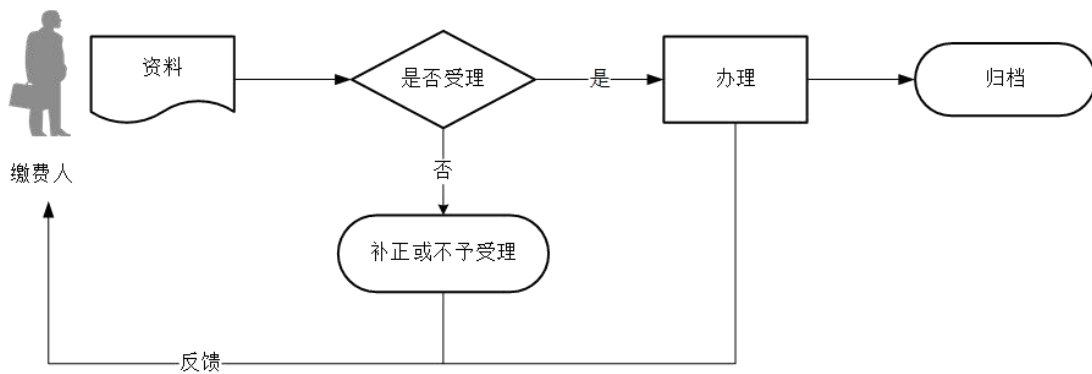 资料
是否受理
是
办理
归档
缴费人
否
补正或不予受理
反馈